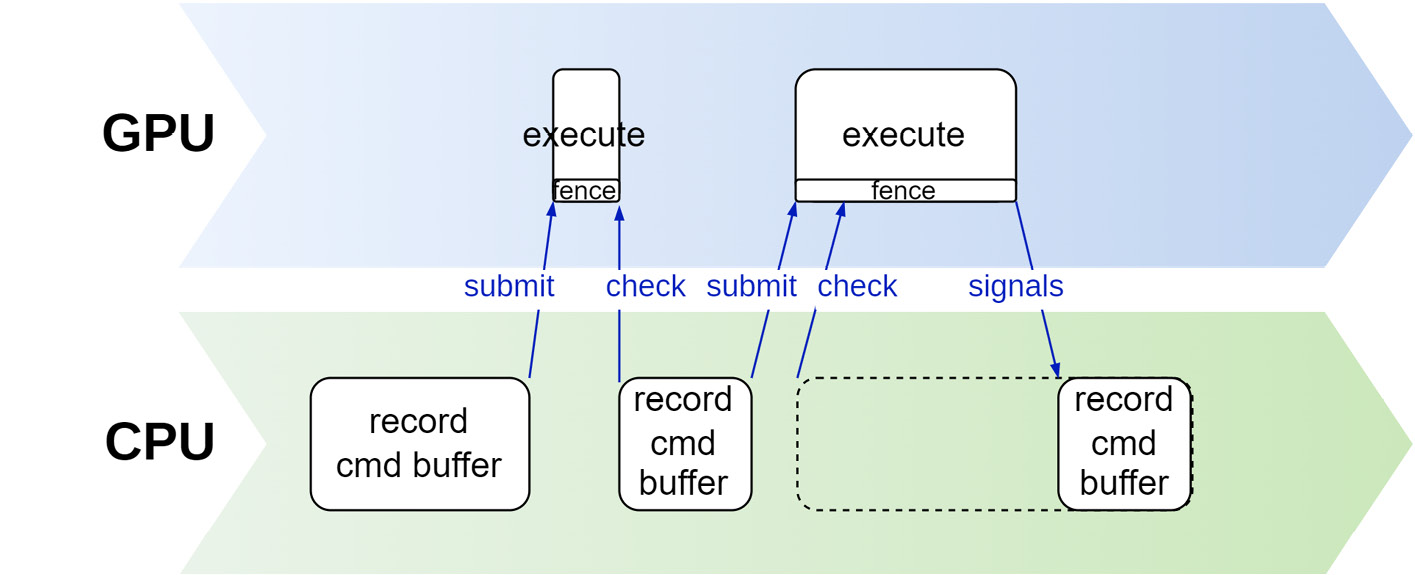 GPU
execute
execute
fence
fence
submit
check
submit
check
signals
CPU
record
cmd buffer
record
cmd
buffer
record
cmd
buffer